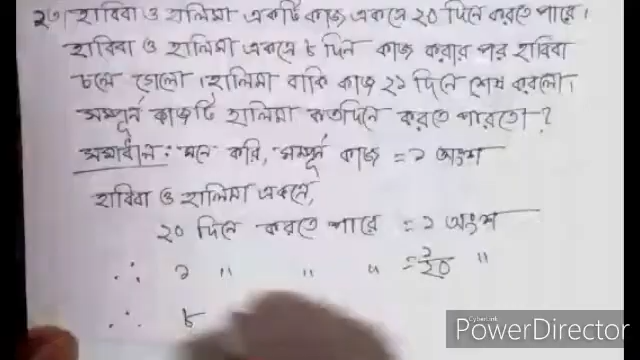 ২৩৷ হাবিবা ও হালিমা একটি কাজ একত্রে ২০ দিনে করতে পারে।
হাবিবা ও হালিমা একত্রে ৮ দিন কাজ করার পর হাবিবা
চলে গেলো। হালিমা বাকি কাজ ২১ দিনে শেষ করলো।
সম্পূর্ন কাজটি হালিমা কতদিনে করতে পারতো?
সমাধান: মনে করি, সম্পূর্ন কাজ = ১ অংশ
হাবিবা ও হালিমা একত্রে,
২০ দিনে করতে পারে = ১ অংশ
∴ ১ " " " = ১/২০ "
∴ ৮
CyberLink
PowerDirector